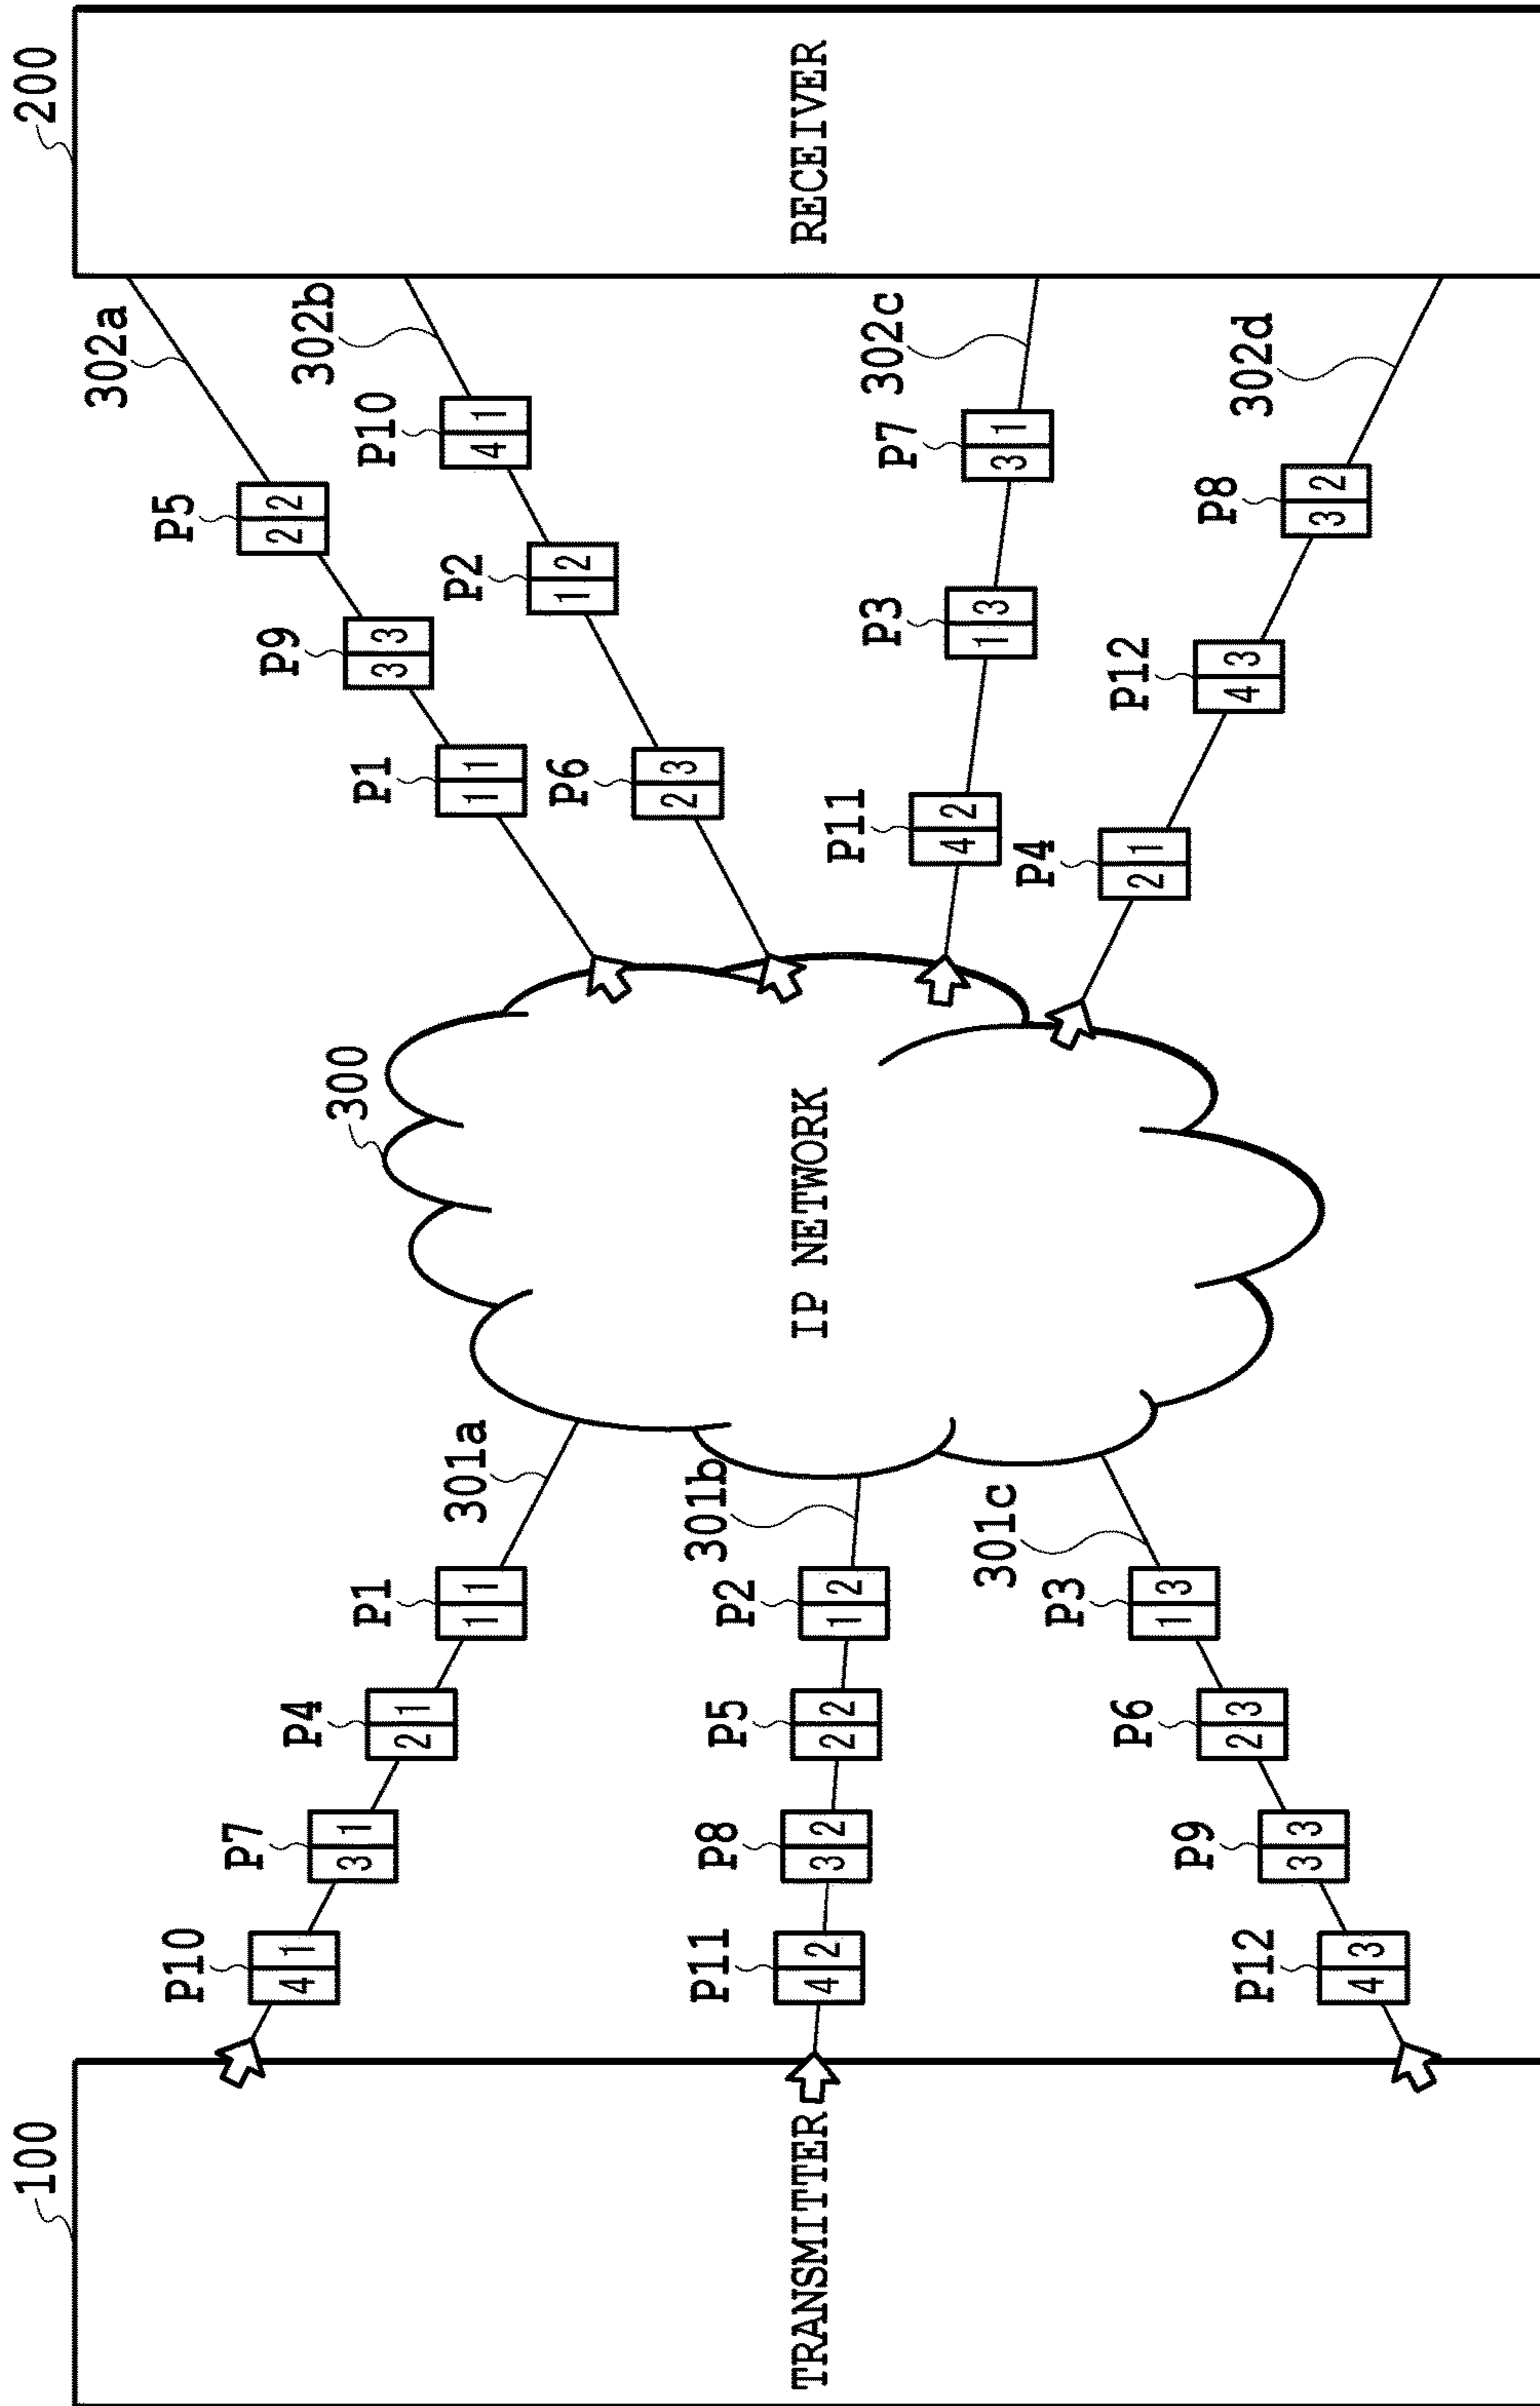 100
TRANSMITTER
P10
4 1
P7
3 1
P4
2 1
P1
1 1
301a
P11
4 2
P8
3 2
P5
2 2
P2
1 2
301b
P12
4 3
P9
3 3
P6
2 3
P3
1 3
301c
300
IP NETWORK
P1
1 1
P9
3 3
P5
2 2
302a
P6
2 3
P2
1 2
P10
4 1
302b
P11
4 2
P3
1 3
P7
3 1
302c
P4
2 1
P12
4 3
P8
3 2
302d
200
RECEIVER